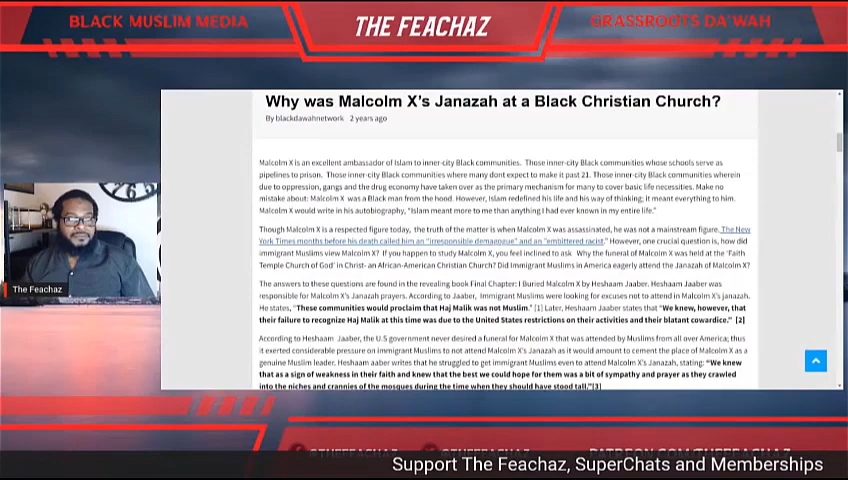 BLACK MUSLIM MEDIA
THE FEACHAZ
GRASSROOTS DA'WAH
Why was Malcolm X's Janazah at a Black Christian Church?
By blackdawahnetwork 2 years ago
Malcolm X is an excellent ambassador of Islam to inner-city Black communities. Those inner-city Black communities whose schools serve as
pipelines to prison. Those inner-city Black communities where many dont expect to make it past 21. Those inner-city Black communities wherein
due to oppression, gangs and the drug economy have taken over as the primary mechanism for many to cover basic life necessities. Make no
mistake about: Malcolm X was a Black man from the hood. However, Islam redefined his life and his way of thinking; it meant everything to him.
Malcolm X would write in his autobiography, "Islam meant more to me than anything I had ever known in my entire life."
Though Malcolm X is a respected figure today, the truth of the matter is when Malcolm X was assassinated, he was not a mainstream figure. The New
York Times months before his death called him an "irresponsible demagogue" and an "embittered racist." However, one crucial question is, how did
immigrant Muslims view Malcolm X? If you happen to study Malcolm X, you feel inclined to ask Why the funeral of Malcolm X was held at the 'Faith
Temple Church of God' in Christ- an African-American Christian Church? Did Immigrant Muslims in America eagerly attend the Janazah of Malcolm X?
The answers to these questions are found in the revealing book Final Chapter: I Buried Malcolm X by Heshaam Jaaber. Heshaam Jaaber was
responsible for Malcolm X's Janazah prayers. According to Jaaber, Immigrant Muslims were looking for excuses not to attend in Malcolm X's janazah.
He states, "These communities would proclaim that Haj Malik was not Muslim." [1] Later, Heshaam Jaaber states that "We knew, however, that
their failure to recognize Haj Malik at this time was due to the United States restrictions on their activities and their blatant cowardice." [2]
According to Heshaam Jaaber, the U.S government never desired a funeral for Malcolm X that was attended by Muslims from all over America; thus
it exerted considerable pressure on immigrant Muslims to not attend Malcolm X's Janazah as it would amount to cement the place of Malcolm X as a
genuine Muslim leader. Heshaam Jaaber writes that he struggled to get immigrant Muslims even to attend Malcolm X's Janazah, stating; "We knew
that as a sign of weakness in their faith and knew that the best we could hope for them was a bit of sympathy and prayer as they crawled
into the niches and crannies of the mosques during the time when they should have stood tall."[3]
The Feachaz
@THEFEACHAZ
@THEFEACHAZ
PATREON.COM/THEFEACHAZ
Support The Feachaz, SuperChats and Memberships